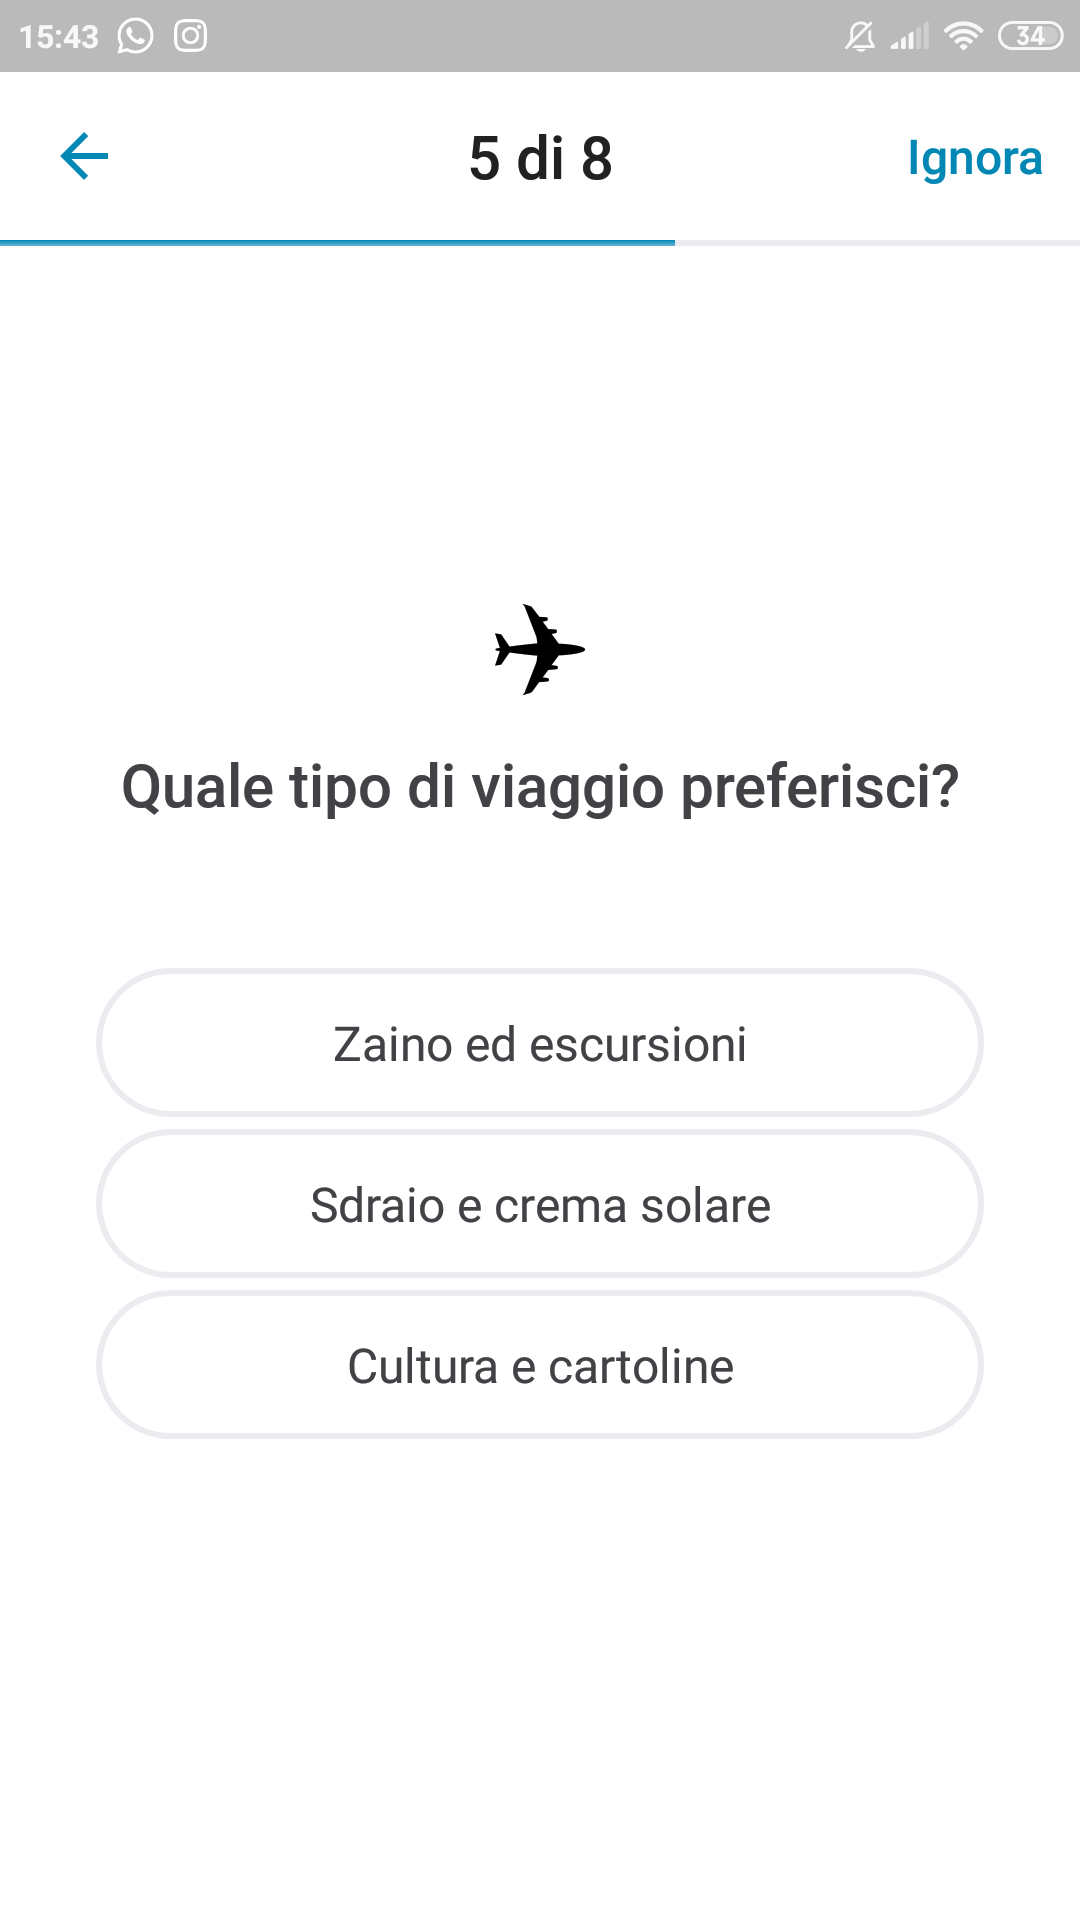 15:43
34
5 di 8
Ignora
Quale tipo di viaggio preferisci?
Zaino ed escursioni
Sdraio e crema solare
Cultura e cartoline